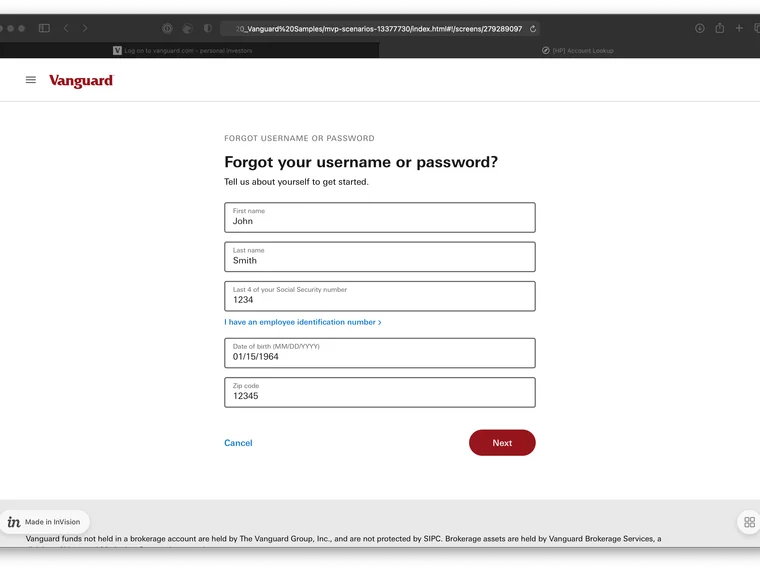 20_Vanguard%20Samples/mvp-scenarios-13377730/index.html#!/screens/279289097
V Log on to vanguard.com - personal investors
[HP] Account Lookup
Vanguard
FORGOT USERNAME OR PASSWORD
Forgot your username or password?
Tell us about yourself to get started.
First name
John
Last name
Smith
Last 4 of your Social Security number
1234
I have an employee identification number >
Date of birth (MM/DD/YYYY)
01/15/1964
Zip code
12345
Cancel
Next
in Made in InVision
Vanguard funds not held in a brokerage account are held by The Vanguard Group, Inc., and are not protected by SIPC. Brokerage assets are held by Vanguard Brokerage Services, a